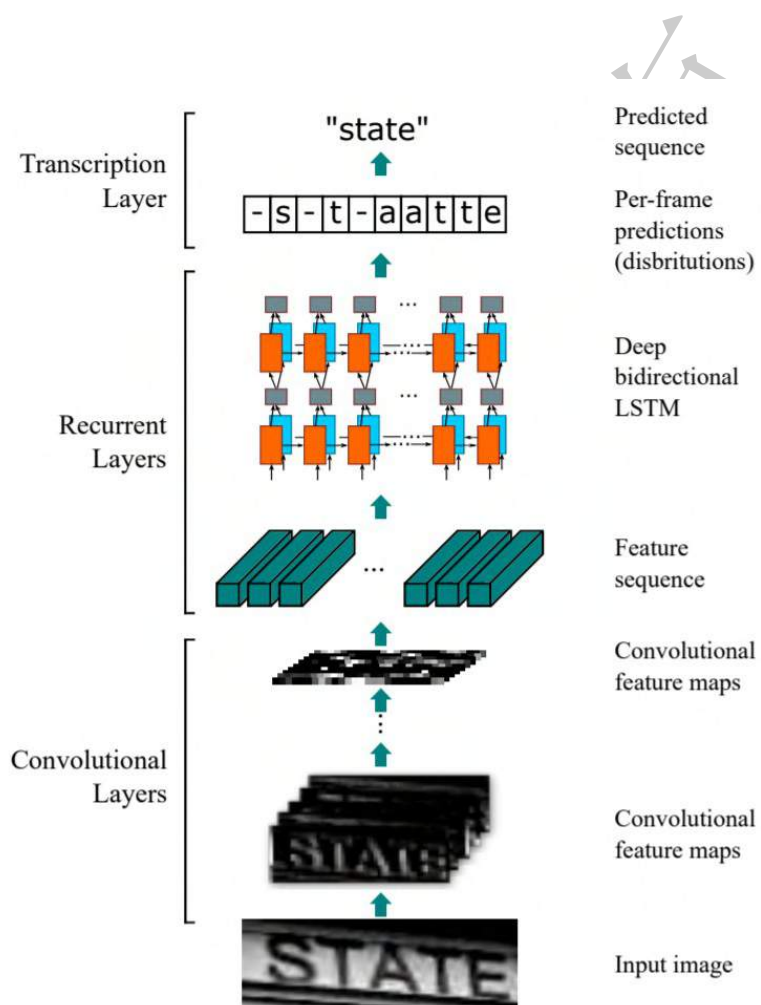 "state"
Predicted
sequence
Transcription
Layer
-s-t-aatte
Per-frame
predictions
(disbritutions)
...
Deep
bidirectional
LSTM
Recurrent
Layers
...
Feature
sequence
Convolutional
feature maps
Convolutional
Layers
STATE
Convolutional
feature maps
STATE
Input image